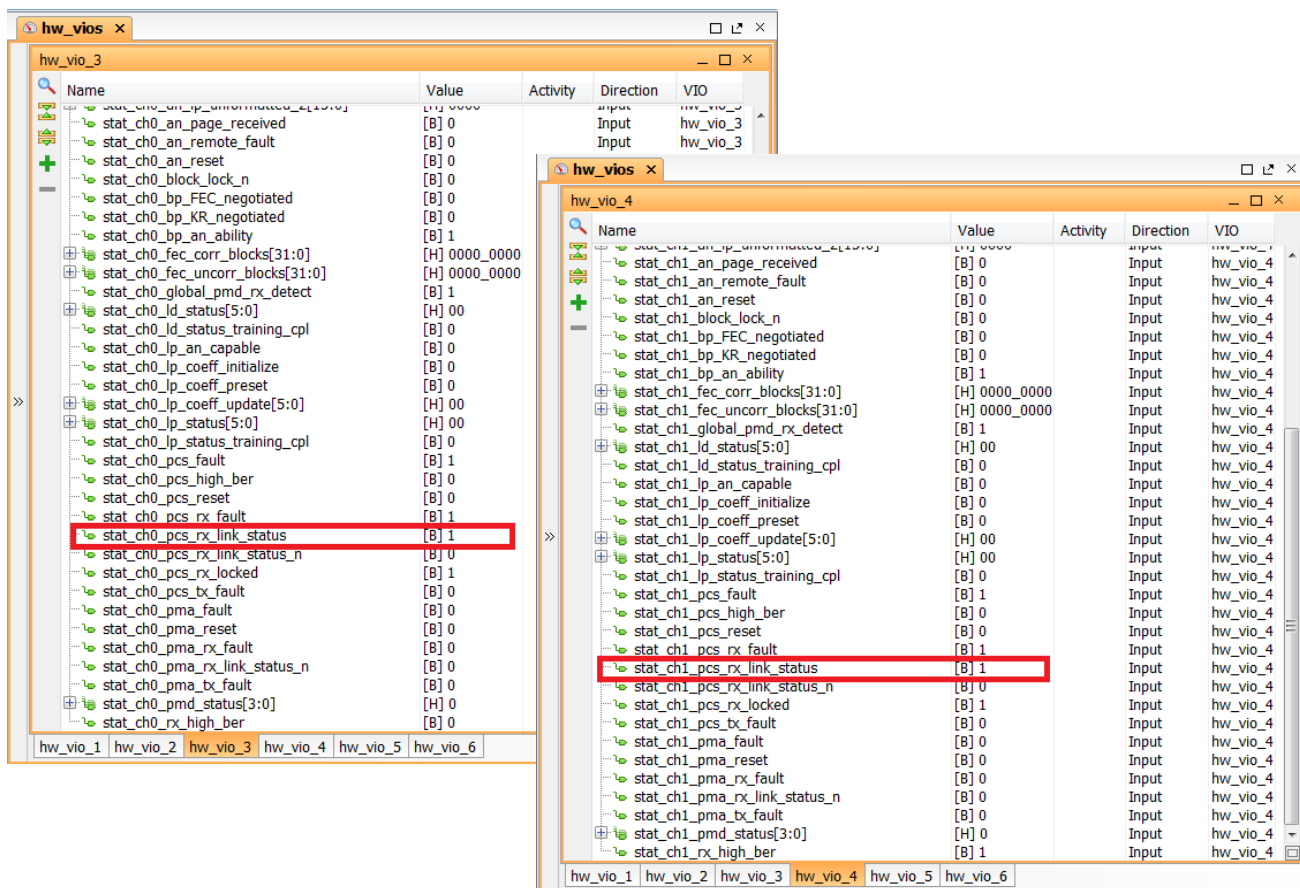 hw_vios
hw_vio_3
Name Value Activity Direction VIO
stat_ch0_an_lp_unformatted_2[15:0] [H] 0000 Input hw_vio_3
stat_ch0_an_page_received [B] 0 Input hw_vio_3
stat_ch0_an_remote_fault [B] 0 Input hw_vio_3
stat_ch0_an_reset [B] 0
stat_ch0_block_lock_n [B] 0
stat_ch0_bp_FEC_negotiated [B] 0
stat_ch0_bp_KR_negotiated [B] 0
stat_ch0_bp_an_ability [B] 1
stat_ch0_fec_corr_blocks[31:0] [H] 0000_0000
stat_ch0_fec_uncorr_blocks[31:0] [H] 0000_0000
stat_ch0_global_pmd_rx_detect [B] 1
stat_ch0_ld_status[5:0] [H] 00
stat_ch0_ld_status_training_cpl [B] 0
stat_ch0_lp_an_capable [B] 0
stat_ch0_lp_coeff_initialize [B] 0
stat_ch0_lp_coeff_preset [B] 0
stat_ch0_lp_coeff_update[5:0] [H] 00
stat_ch0_lp_status[5:0] [H] 00
stat_ch0_lp_status_training_cpl [B] 0
stat_ch0_pcs_fault [B] 1
stat_ch0_pcs_high_ber [B] 0
stat_ch0_pcs_reset [B] 0
stat_ch0_pcs_rx_fault [B] 1
stat_ch0_pcs_rx_link_status [B] 1
stat_ch0_pcs_rx_link_status_n [B] 0
stat_ch0_pcs_rx_locked [B] 1
stat_ch0_pcs_tx_fault [B] 0
stat_ch0_pma_fault [B] 0
stat_ch0_pma_reset [B] 0
stat_ch0_pma_rx_fault [B] 0
stat_ch0_pma_rx_link_status_n [B] 0
stat_ch0_pma_tx_fault [B] 0
stat_ch0_pmd_status[3:0] [H] 0
stat_ch0_rx_high_ber [B] 0
hw_vio_1 hw_vio_2 hw_vio_3 hw_vio_4 hw_vio_5 hw_vio_6
hw_vios
hw_vio_4
Name Value Activity Direction VIO
stat_ch1_an_lp_unformatted_2[15:0] [H] 0000 Input hw_vio_4
stat_ch1_an_page_received [B] 0 Input hw_vio_4
stat_ch1_an_remote_fault [B] 0 Input hw_vio_4
stat_ch1_an_reset [B] 0 Input hw_vio_4
stat_ch1_block_lock_n [B] 0 Input hw_vio_4
stat_ch1_bp_FEC_negotiated [B] 0 Input hw_vio_4
stat_ch1_bp_KR_negotiated [B] 0 Input hw_vio_4
stat_ch1_bp_an_ability [B] 1 Input hw_vio_4
stat_ch1_fec_corr_blocks[31:0] [H] 0000_0000 Input hw_vio_4
stat_ch1_fec_uncorr_blocks[31:0] [H] 0000_0000 Input hw_vio_4
stat_ch1_global_pmd_rx_detect [B] 1 Input hw_vio_4
stat_ch1_ld_status[5:0] [H] 00 Input hw_vio_4
stat_ch1_ld_status_training_cpl [B] 0 Input hw_vio_4
stat_ch1_lp_an_capable [B] 0 Input hw_vio_4
stat_ch1_lp_coeff_initialize [B] 0 Input hw_vio_4
stat_ch1_lp_coeff_preset [B] 0 Input hw_vio_4
stat_ch1_lp_coeff_update[5:0] [H] 00 Input hw_vio_4
stat_ch1_lp_status[5:0] [H] 00 Input hw_vio_4
stat_ch1_lp_status_training_cpl [B] 0 Input hw_vio_4
stat_ch1_pcs_fault [B] 1 Input hw_vio_4
stat_ch1_pcs_high_ber [B] 0 Input hw_vio_4
stat_ch1_pcs_reset [B] 0 Input hw_vio_4
stat_ch1_pcs_rx_fault [B] 1 Input hw_vio_4
stat_ch1_pcs_rx_link_status [B] 1 Input hw_vio_4
stat_ch1_pcs_rx_link_status_n [B] 0 Input hw_vio_4
stat_ch1_pcs_rx_locked [B] 1 Input hw_vio_4
stat_ch1_pcs_tx_fault [B] 0 Input hw_vio_4
stat_ch1_pma_fault [B] 0 Input hw_vio_4
stat_ch1_pma_reset [B] 0 Input hw_vio_4
stat_ch1_pma_rx_fault [B] 0 Input hw_vio_4
stat_ch1_pma_rx_link_status_n [B] 0 Input hw_vio_4
stat_ch1_pma_tx_fault [B] 0 Input hw_vio_4
stat_ch1_pmd_status[3:0] [H] 0 Input hw_vio_4
stat_ch1_rx_high_ber [B] 1 Input hw_vio_4
hw_vio_1 hw_vio_2 hw_vio_3 hw_vio_4 hw_vio_5 hw_vio_6